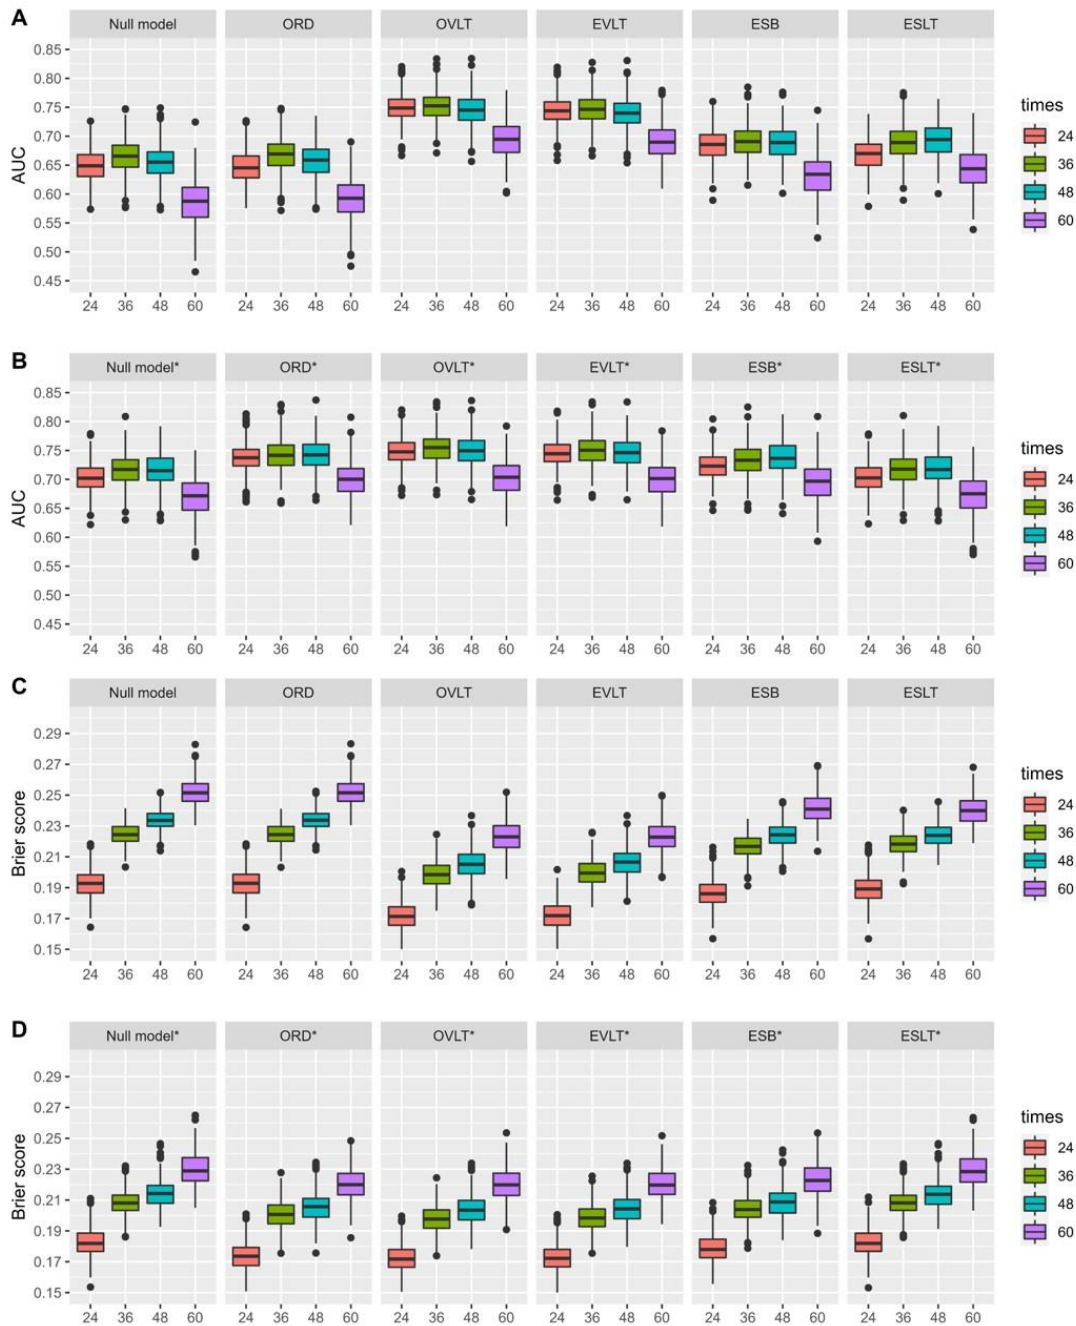 A
Null model ORD OVLT EVLT ESB ESLT
0.85
0.80
0.75
0.70
0.65
0.60
0.55
0.50
0.45
AUC
24 36 48 60 24 36 48 60 24 36 48 60 24 36 48 60 24 36 48 60 24 36 48 60
times
24
36
48
60
B
Null model* ORD* OVLT* EVLT* ESB* ESLT*
0.85
0.80
0.75
0.70
0.65
0.60
0.55
0.50
0.45
AUC
24 36 48 60 24 36 48 60 24 36 48 60 24 36 48 60 24 36 48 60 24 36 48 60
times
24
36
48
60
C
Null model ORD OVLT EVLT ESB ESLT
0.29
0.27
0.25
0.23
0.21
0.19
0.17
0.15
Brier score
24 36 48 60 24 36 48 60 24 36 48 60 24 36 48 60 24 36 48 60 24 36 48 60
times
24
36
48
60
D
Null model* ORD* OVLT* EVLT* ESB* ESLT*
0.29
0.27
0.25
0.23
0.21
0.19
0.17
0.15
Brier score
24 36 48 60 24 36 48 60 24 36 48 60 24 36 48 60 24 36 48 60 24 36 48 60
times
24
36
48
60